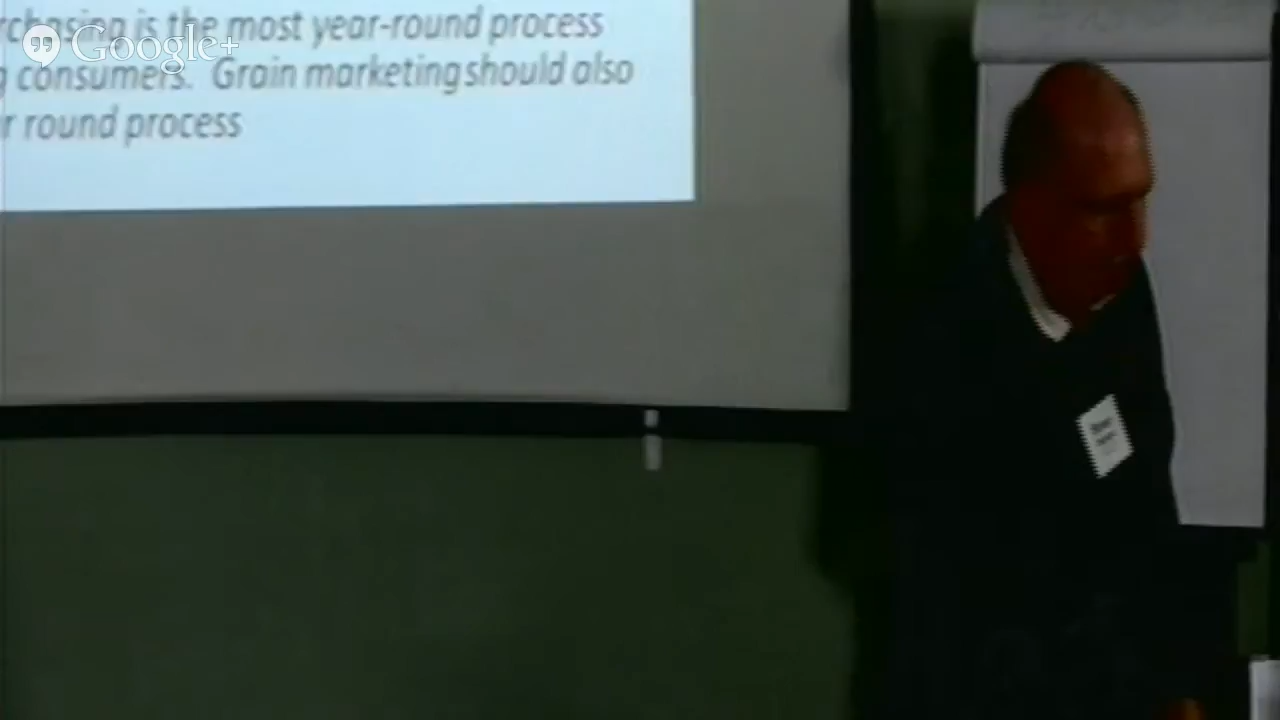 Google+
rchasing is the most year-round process
g consumers. Grain marketing should also
r round process